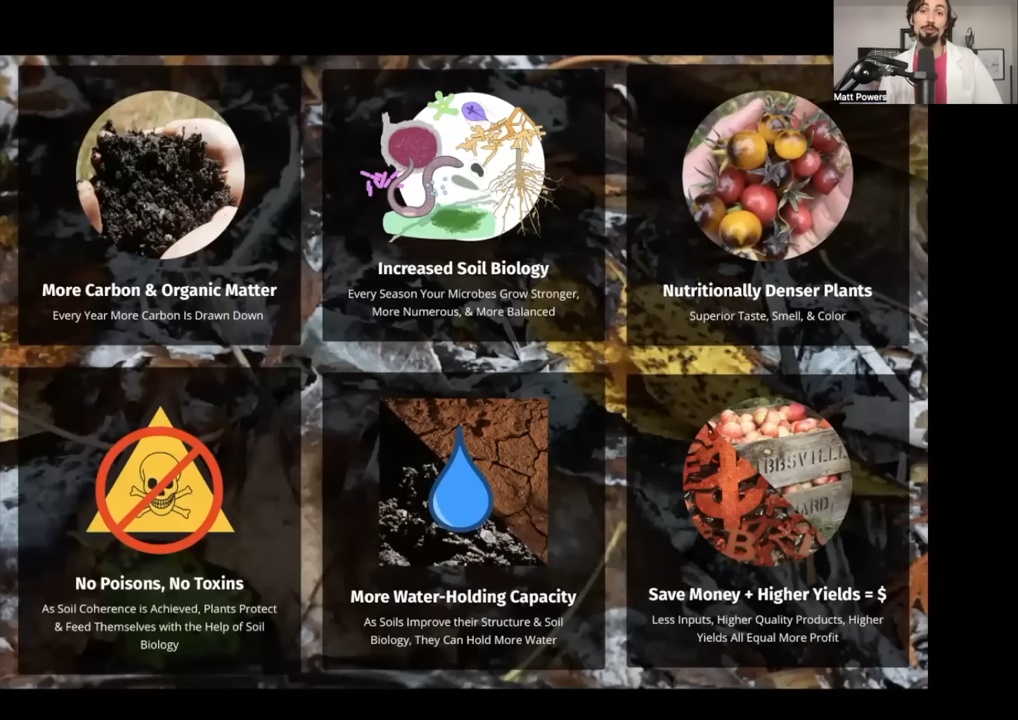 Matt Powers
More Carbon & Organic Matter
Every Year More Carbon Is Drawn Down
Increased Soil Biology
Every Season Your Microbes Grow Stronger,
More Numerous, & More Balanced
Nutritionally Denser Plants
Superior Taste, Smell, & Color
No Poisons, No Toxins
As Soil Coherence is Achieved, Plants Protect
& Feed Themselves with the Help of Soil
Biology
More Water-Holding Capacity
As Soils Improve their Structure & Soil
Biology, They Can Hold More Water
IBBSVILLE
ARD
Save Money + Higher Yields = $
Less Inputs, Higher Quality Products, Higher
Yields All Equal More Profit